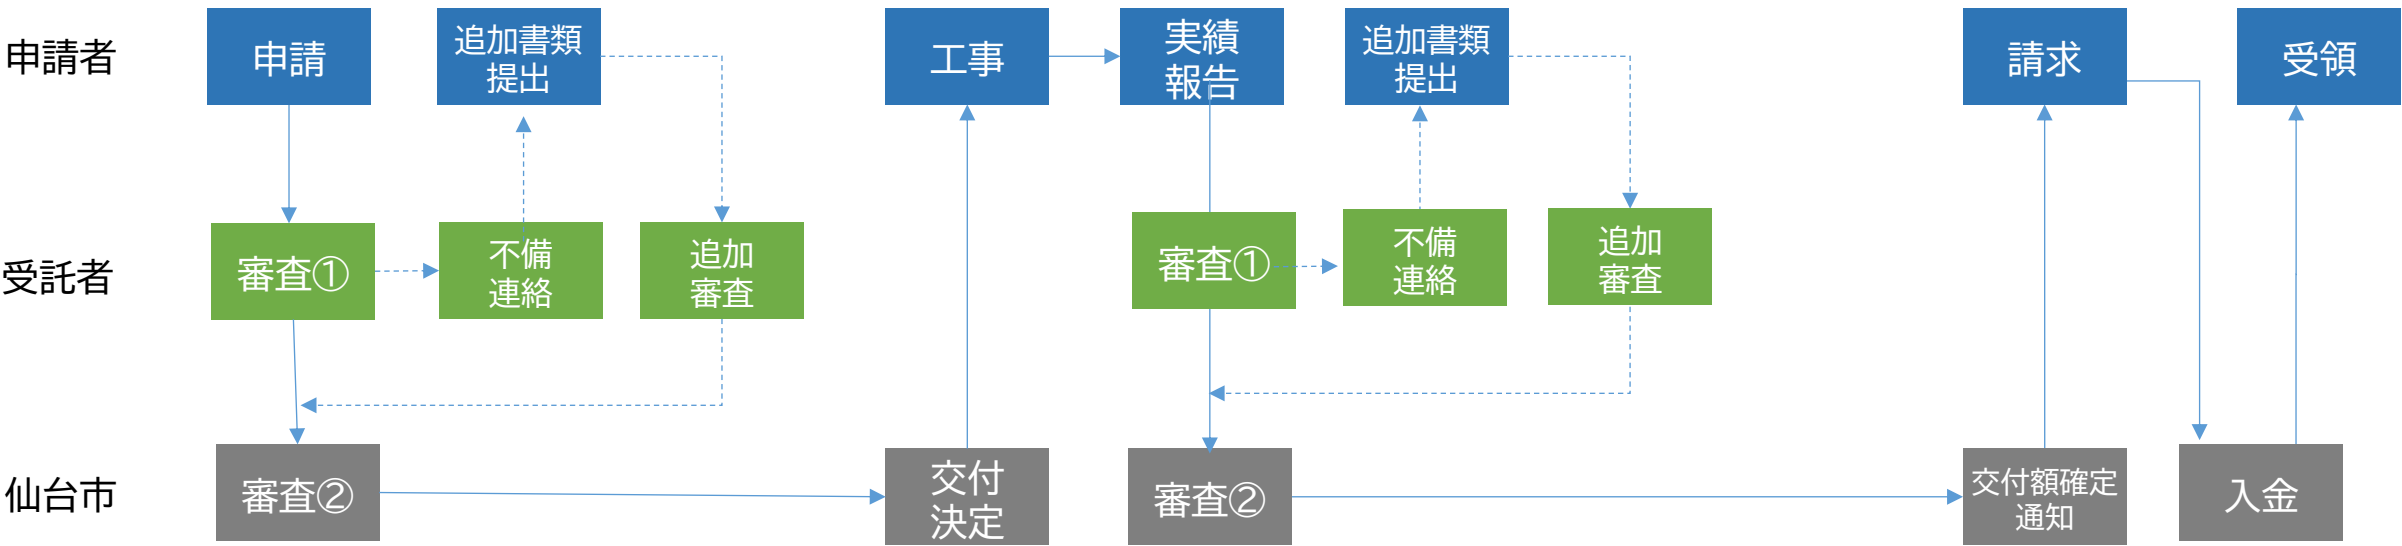 申請者
申請
追加書類
提出
工事
実績
報告
追加書類
提出
請求
受領
受託者
審査①
不備
連絡
追加
審査
審査①
不備
連絡
追加
審査
仙台市
審査②
交付
決定
審査②
交付額確定
通知
入金